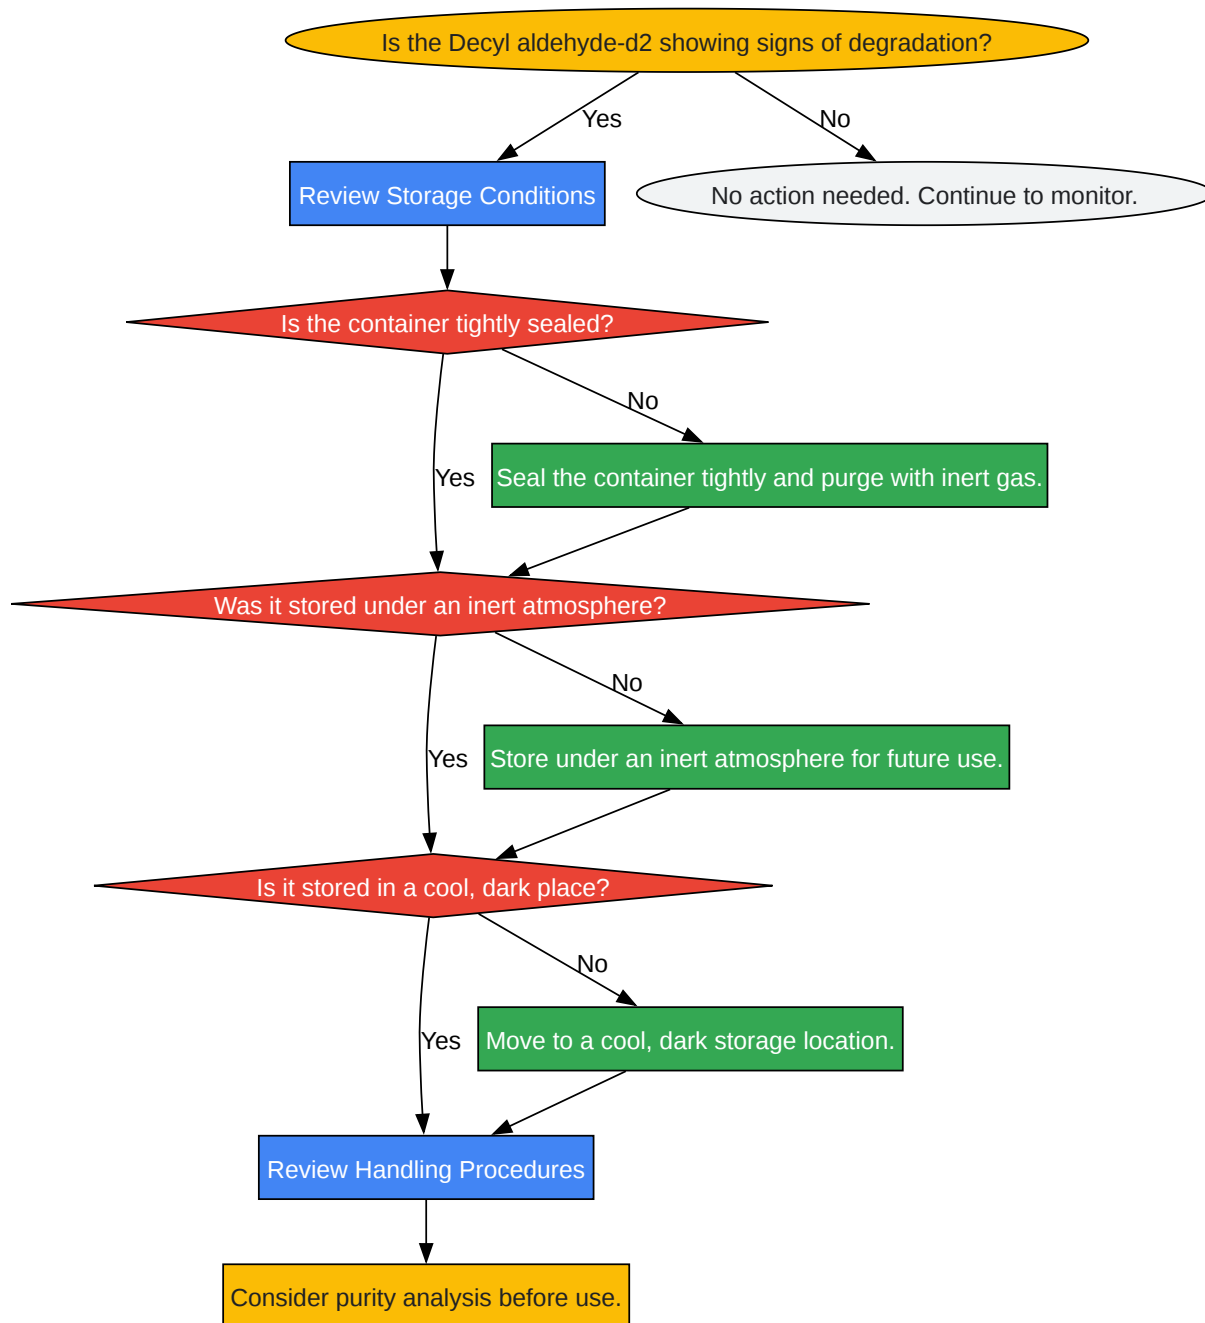 Is the Decyl aldehyde-d2 showing signs of degradation?
Yes
No
Review Storage Conditions
No action needed. Continue to monitor.
Is the container tightly sealed?
No
Yes
Seal the container tightly and purge with inert gas.
Was it stored under an inert atmosphere?
No
Yes
Store under an inert atmosphere for future use.
Is it stored in a cool, dark place?
No
Yes
Move to a cool, dark storage location.
Review Handling Procedures
Consider purity analysis before use.